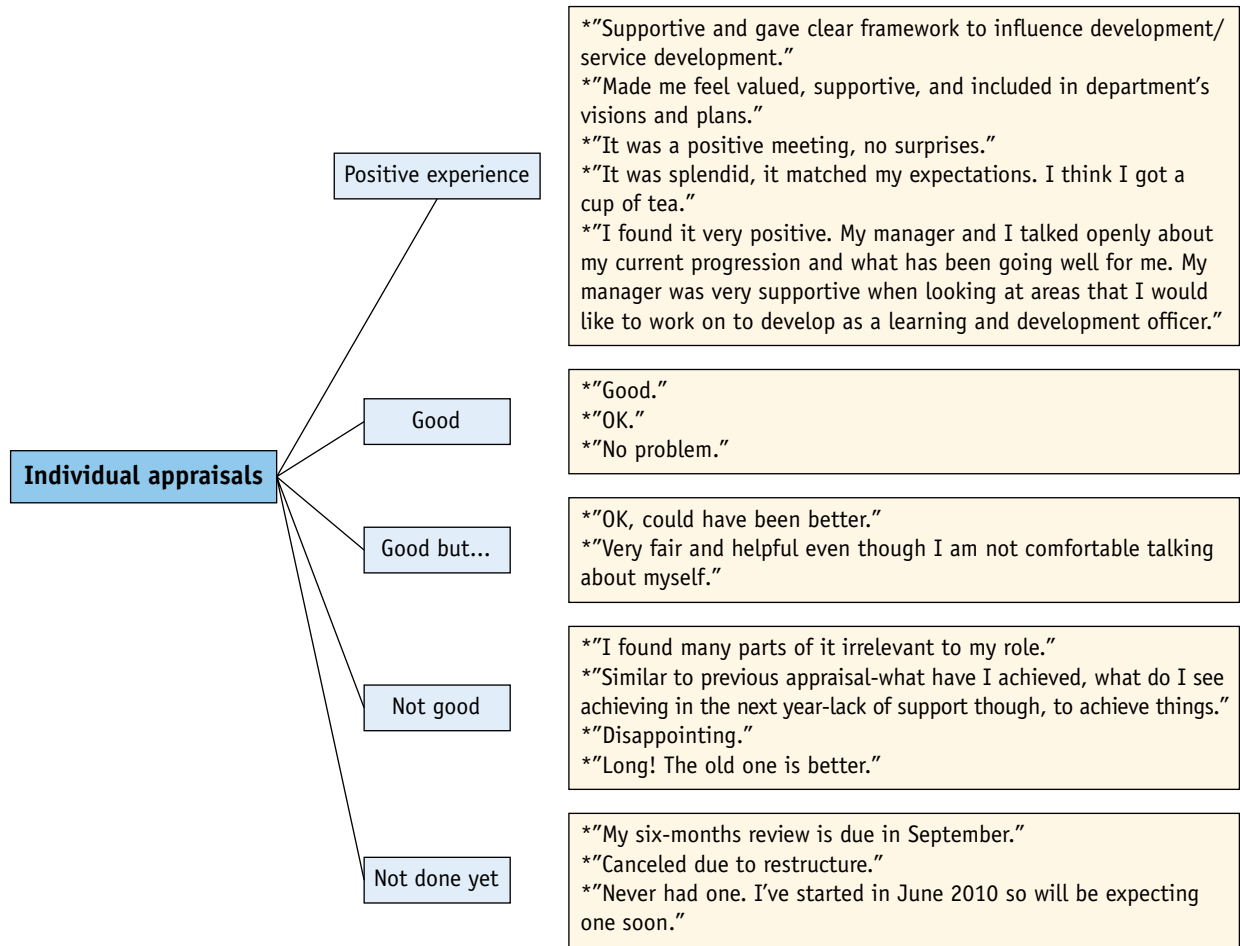 *"Supportive and gave clear framework to influence development/
service development."
*"Made me feel valued, supportive, and included in department's
visions and plans."
*"It was a positive meeting, no surprises."
*"It was splendid, it matched my expectations. I think I got a
cup of tea."
*"I found it very positive. My manager and I talked openly about
my current progression and what has been going well for me. My
manager was very supportive when looking at areas that I would
like to work on to develop as a learning and development officer."
Positive experience
*"Good."
*"OK."
*"No problem."
Good
Individual appraisals
*"OK, could have been better."
*"Very fair and helpful even though I am not comfortable talking
about myself."
Good but...
*"I found many parts of it irrelevant to my role."
*"Similar to previous appraisal-what have I achieved, what do I see
achieving in the next year-lack of support though, to achieve things."
*"Disappointing."
*"Long! The old one is better."
Not good
*"My six-months review is due in September."
*"Canceled due to restructure."
*"Never had one. I've started in June 2010 so will be expecting
one soon."
Not done yet